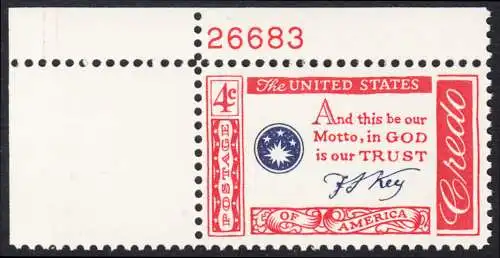 26683
The UNITED STATES
4c
POSTAGE
And this be our
Motto, in GOD
is our TRUST
F S Key
OF AMERICA
Credo